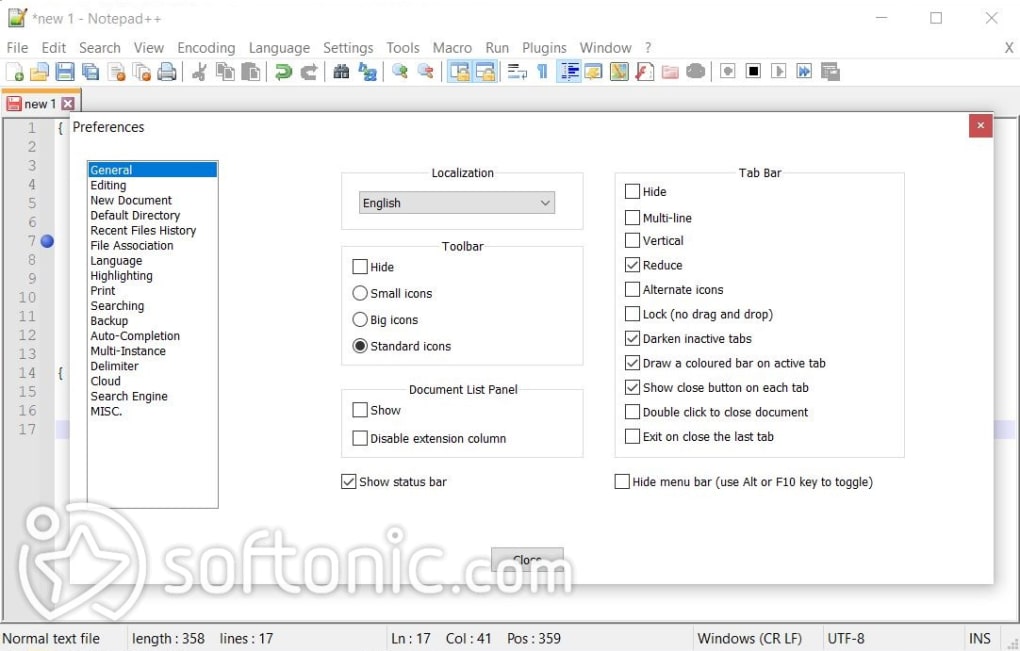 *new 1 - Notepad++
File Edit Search View Encoding Language Settings Tools Macro Run Plugins Window ? X
new 1
1 {
2
3
4
5
6
7
8
9
10
11
12
13
14 {
15
16
17
Preferences
General
Editing
New Document
Default Directory
Recent Files History
File Association
Language
Highlighting
Print
Searching
Backup
Auto-Completion
Multi-Instance
Delimiter
Cloud
Search Engine
MISC.
Localization
English
Toolbar
Hide
Small icons
Big icons
Standard icons
Document List Panel
Show
Disable extension column
Show status bar
Tab Bar
Hide
Multi-line
Vertical
Reduce
Alternate icons
Lock (no drag and drop)
Darken inactive tabs
Draw a coloured bar on active tab
Show close button on each tab
Double click to close document
Exit on close the last tab
Hide menu bar (use Alt or F10 key to toggle)
Close
softonic.com
Normal text file length : 358 lines : 17 Ln : 17 Col : 41 Pos : 359 Windows (CR LF) UTF-8 INS